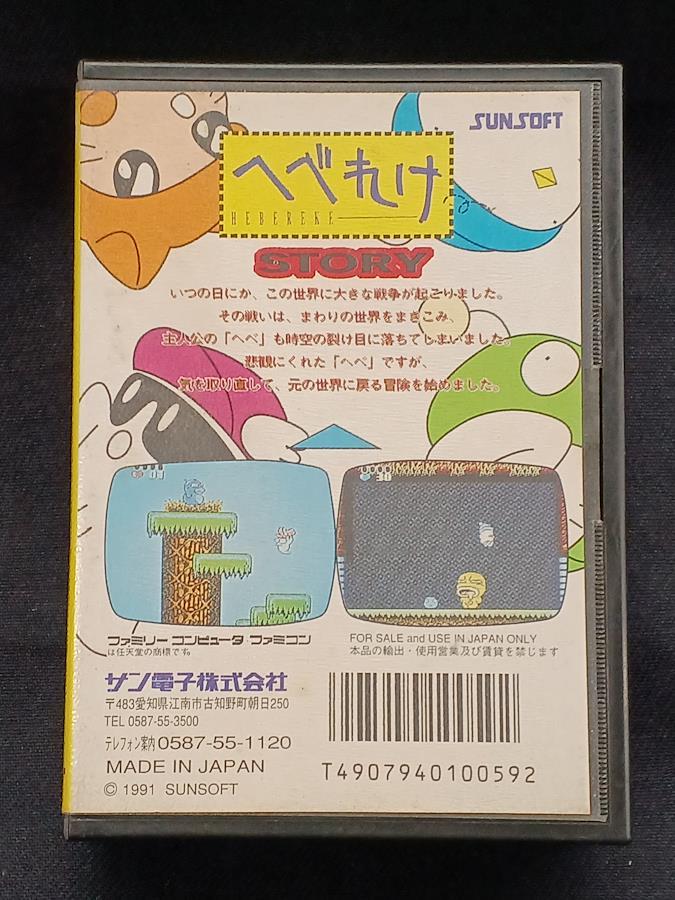 SUNSOFT
へべれけ
HEBEREKE
STORY
いつの日にか、この世界に大きな戦争が起こりました。
その戦いは、まわりの世界をまきこみ、
主人公の「へべ」も時空の裂け目に落ちてしまいました。
悲観にくれた「へべ」ですが、
気を取り直して、元の世界に戻る冒険を始めました。
03
30
ファミリー コンピュータ・ファミコン
は任天堂の商標です。
FOR SALE and USE IN JAPAN ONLY
本品の輸出・使用営業及び賃貸を禁じます
サン電子株式会社
〒483愛知県江南市古知野町朝日250
TEL 0587-55-3500
テレフォン案内0587-55-1120
MADE IN JAPAN
© 1991 SUNSOFT
T4907940100592